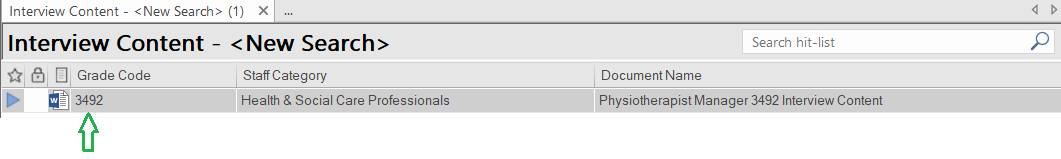 Interview Content - <New Search> (1) ...
Interview Content - <New Search> Search hit-list
Grade Code Staff Category Document Name
3492 Health & Social Care Professionals Physiotherapist Manager 3492 Interview Content